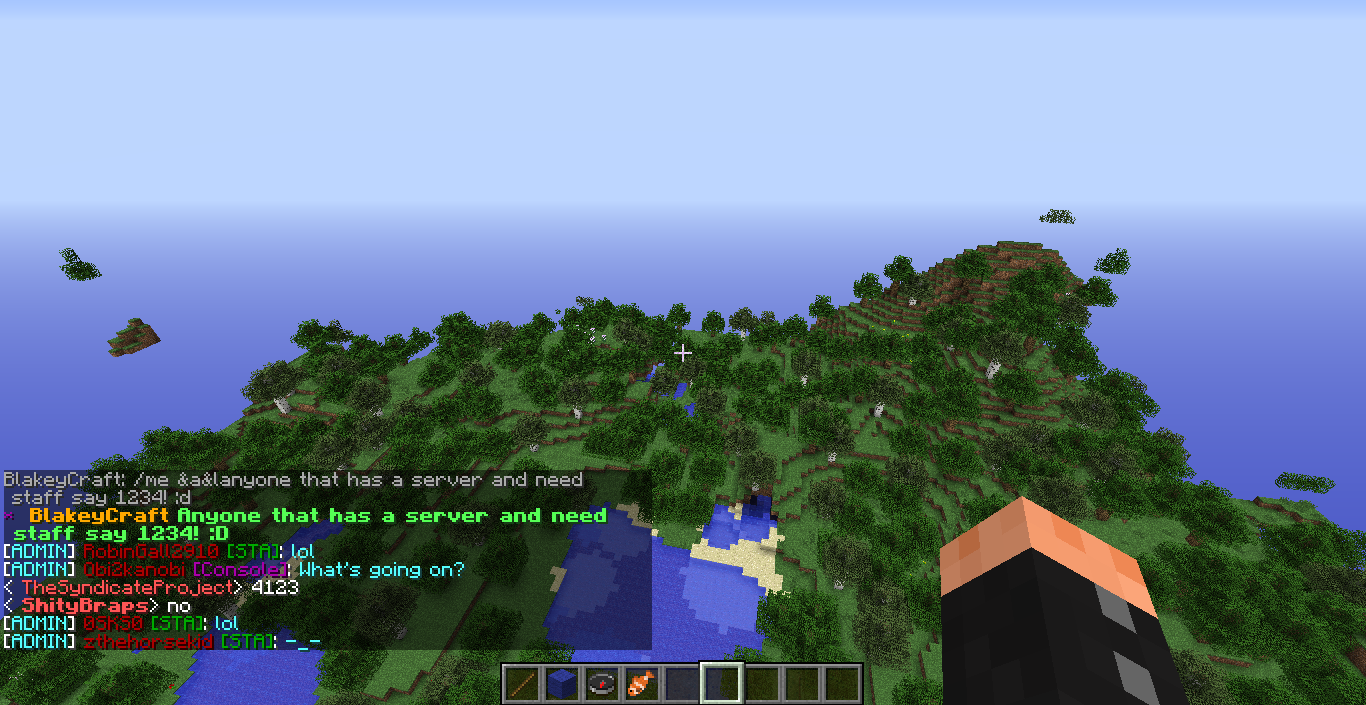 BlakeyCraft: /me &a&lanyone that has a server and need
staff say 1234! :d
* BlakeyCraft Anyone that has a server and need
staff say 1234! :D
[ADMIN] RobinGall2910 [STA]: lol
[ADMIN] Obi2kanobi [Console]: What's going on?
< TheSyndicateProject> 4123
< ShityBraps> no
[ADMIN] OSKSO [STA]: lol
[ADMIN] zthehorsekid [STA]: -_-